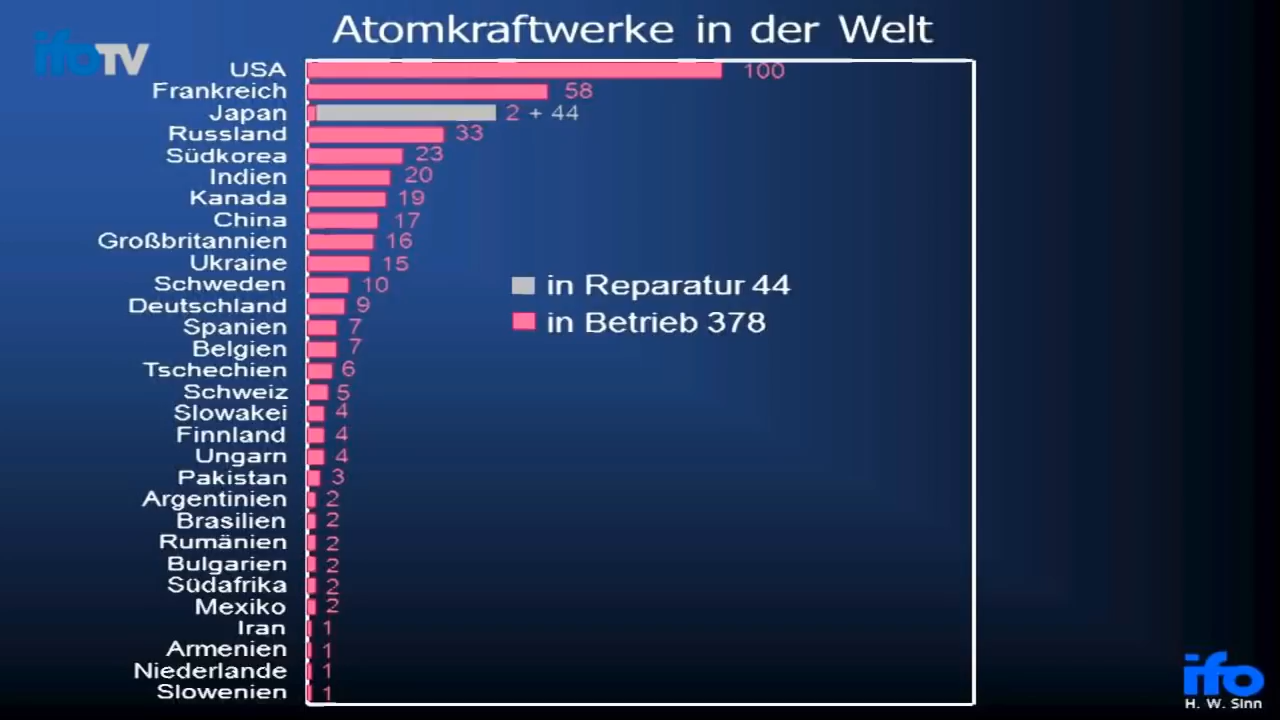 Atomkraftwerke in der Welt
ifoTV
USA 100
Frankreich 58
Japan 2 + 44
Russland 33
Südkorea 23
Indien 20
Kanada 19
China 17
Großbritannien 16
Ukraine 15
Schweden 10
Deutschland 9
Spanien 7
Belgien 7
Tschechien 6
Schweiz 5
Slowakei 4
Finnland 4
Ungarn 4
Pakistan 3
Argentinien 2
Brasilien 2
Rumänien 2
Bulgarien 2
Südafrika 2
Mexiko 2
Iran 1
Armenien 1
Niederlande 1
Slowenien 1
in Reparatur 44
in Betrieb 378
ifo
H. W. Sinn